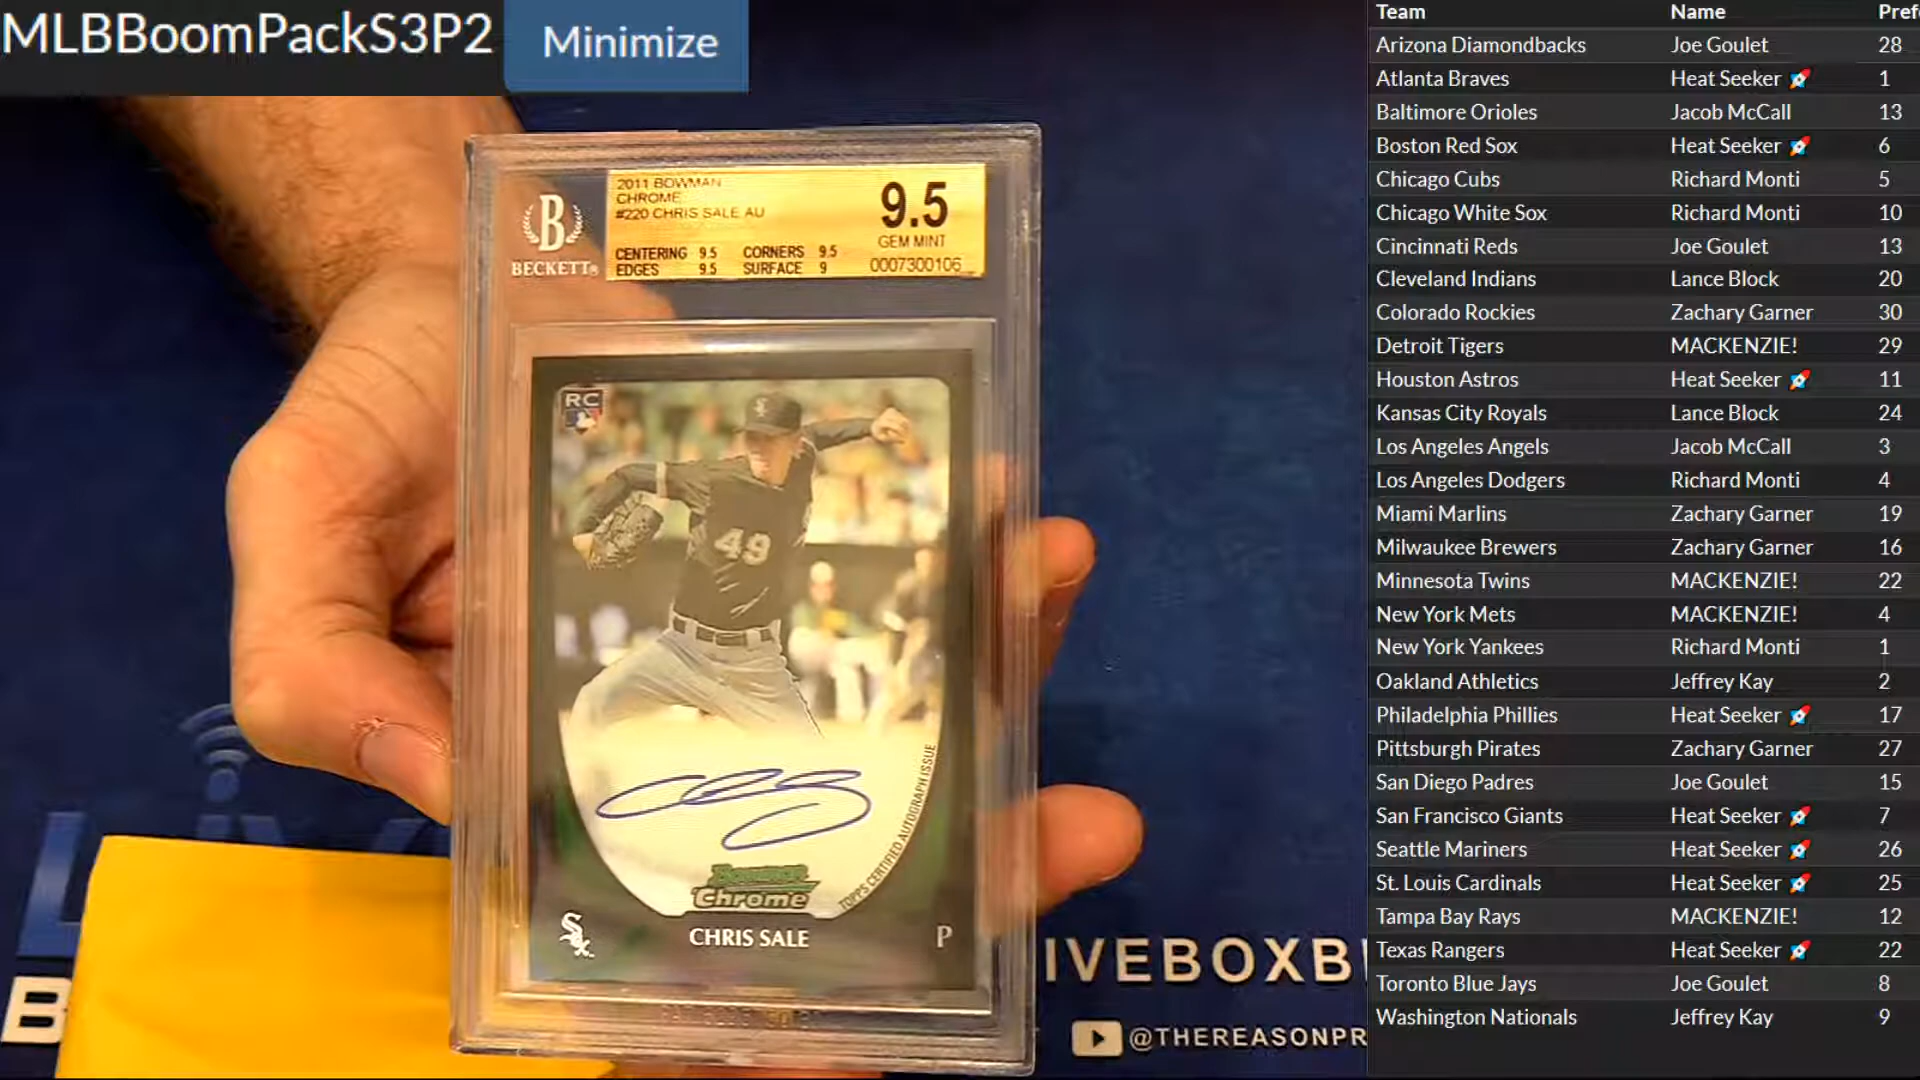 MLBBoomPackS3P2
Minimize
B
BECKETT®
2011 BOWMAN
CHROME
#220 CHRIS SALE AU
9.5
GEM MINT
CENTERING 9.5 CORNERS 9.5
EDGES 9.5 SURFACE 9
0007300106
RC
49
TOPPS CERTIFIED AUTOGRAPH ISSUE
Bowman
Chrome
Sox
CHRIS SALE
P
IVEBOXB
@THEREASONPR
Team Name Pref
Arizona Diamondbacks Joe Goulet 28
Atlanta Braves Heat Seeker 🚀 1
Baltimore Orioles Jacob McCall 13
Boston Red Sox Heat Seeker 🚀 6
Chicago Cubs Richard Monti 5
Chicago White Sox Richard Monti 10
Cincinnati Reds Joe Goulet 13
Cleveland Indians Lance Block 20
Colorado Rockies Zachary Garner 30
Detroit Tigers MACKENZIE! 29
Houston Astros Heat Seeker 🚀 11
Kansas City Royals Lance Block 24
Los Angeles Angels Jacob McCall 3
Los Angeles Dodgers Richard Monti 4
Miami Marlins Zachary Garner 19
Milwaukee Brewers Zachary Garner 16
Minnesota Twins MACKENZIE! 22
New York Mets MACKENZIE! 4
New York Yankees Richard Monti 1
Oakland Athletics Jeffrey Kay 2
Philadelphia Phillies Heat Seeker 🚀 17
Pittsburgh Pirates Zachary Garner 27
San Diego Padres Joe Goulet 15
San Francisco Giants Heat Seeker 🚀 7
Seattle Mariners Heat Seeker 🚀 26
St. Louis Cardinals Heat Seeker 🚀 25
Tampa Bay Rays MACKENZIE! 12
Texas Rangers Heat Seeker 🚀 22
Toronto Blue Jays Joe Goulet 8
Washington Nationals Jeffrey Kay 9